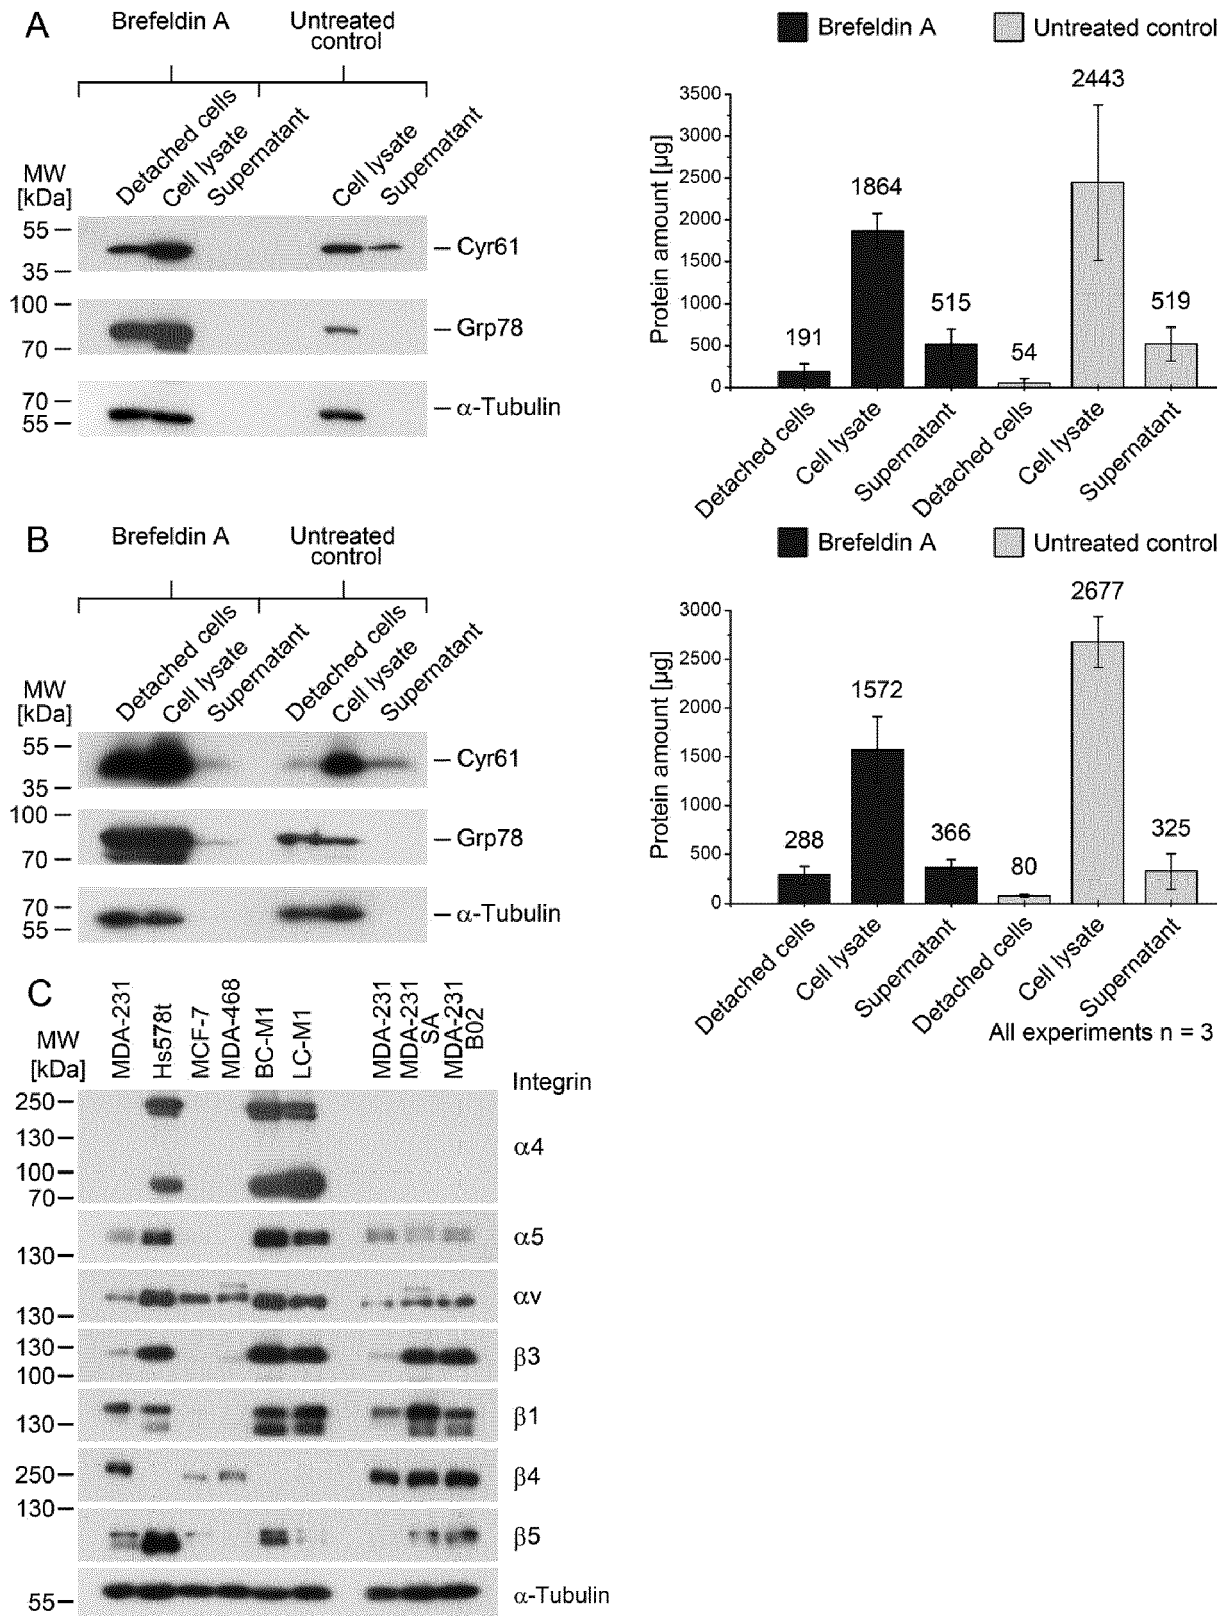 A
Brefeldin A
Untreated
control
Detached cells
Cell lysate
Supernatant
Cell lysate
Supernatant
MW
[kDa]
55
35
Cyr61
100
70
Grp78
70
55
α-Tubulin
Brefeldin A
Untreated control
Protein amount [µg]
3500
3000
2500
2000
1500
1000
500
0
191
1864
515
54
2443
519
Detached cells
Cell lysate
Supernatant
Detached cells
Cell lysate
Supernatant
B
Brefeldin A
Untreated
control
Detached cells
Cell lysate
Supernatant
Detached cells
Cell lysate
Supernatant
MW
[kDa]
55
35
Cyr61
100
70
Grp78
70
55
α-Tubulin
Brefeldin A
Untreated control
Protein amount [µg]
3000
2500
2000
1500
1000
500
0
288
1572
366
80
2677
325
Detached cells
Cell lysate
Supernatant
Detached cells
Cell lysate
Supernatant
All experiments n = 3
C
MW
[kDa]
MDA-231
Hs578t
MCF-7
MDA-468
BC-M1
LC-M1
MDA-231
MDA-231
SA
MDA-231
B02
Integrin
250
130
100
70
α4
130
α5
130
αv
130
100
β3
130
β1
250
β4
130
β5
55
α-Tubulin